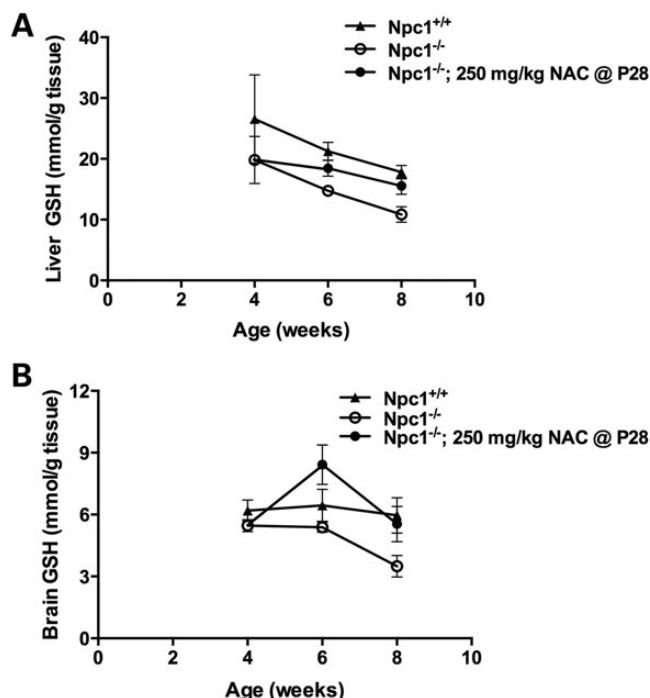 A
Npc1+/+
Npc1-/-
Npc1-/-; 250 mg/kg NAC @ P28
Liver GSH (mmol/g tissue)
40
30
20
10
0
0 2 4 6 8 10
Age (weeks)
B
Npc1+/+
Npc1-/-
Npc1-/-; 250 mg/kg NAC @ P28
Brain GSH (mmol/g tissue)
12
9
6
3
0
0 2 4 6 8 10
Age (weeks)